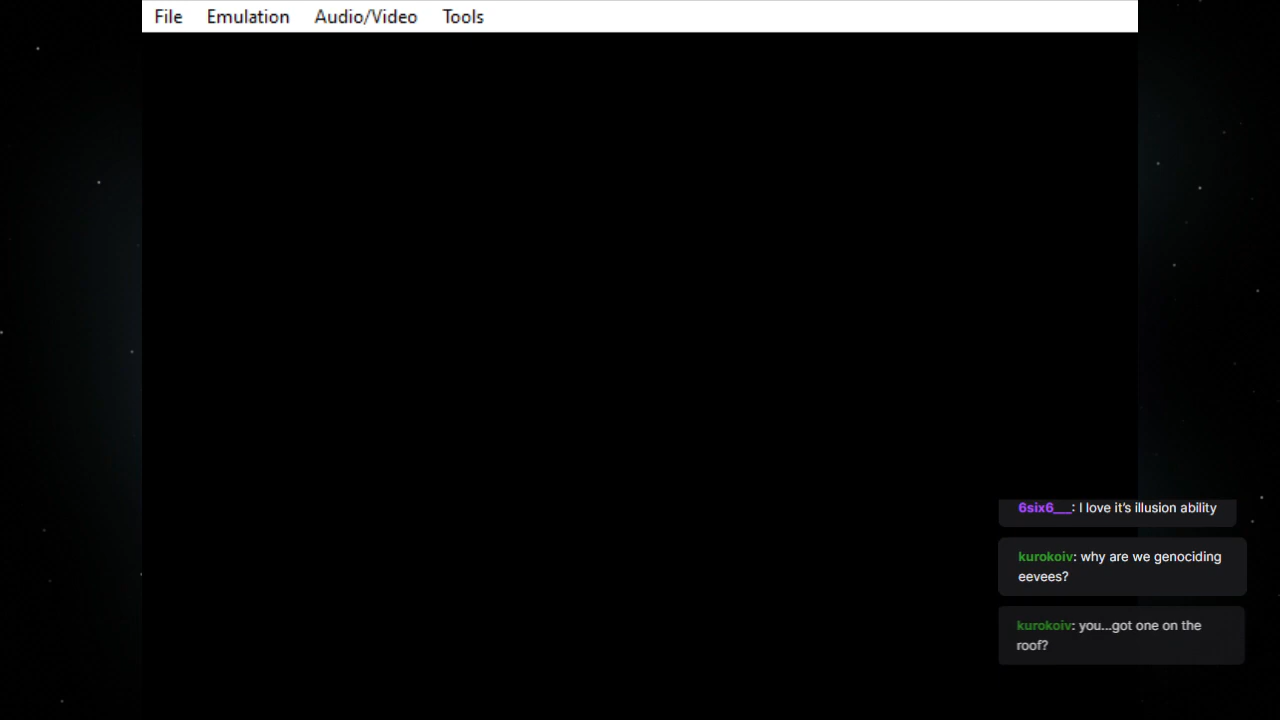 File Emulation Audio/Video Tools
6six6__: I love it's illusion ability
kurokoiv: why are we genociding
eevees?
kurokoiv: you...got one on the
roof?